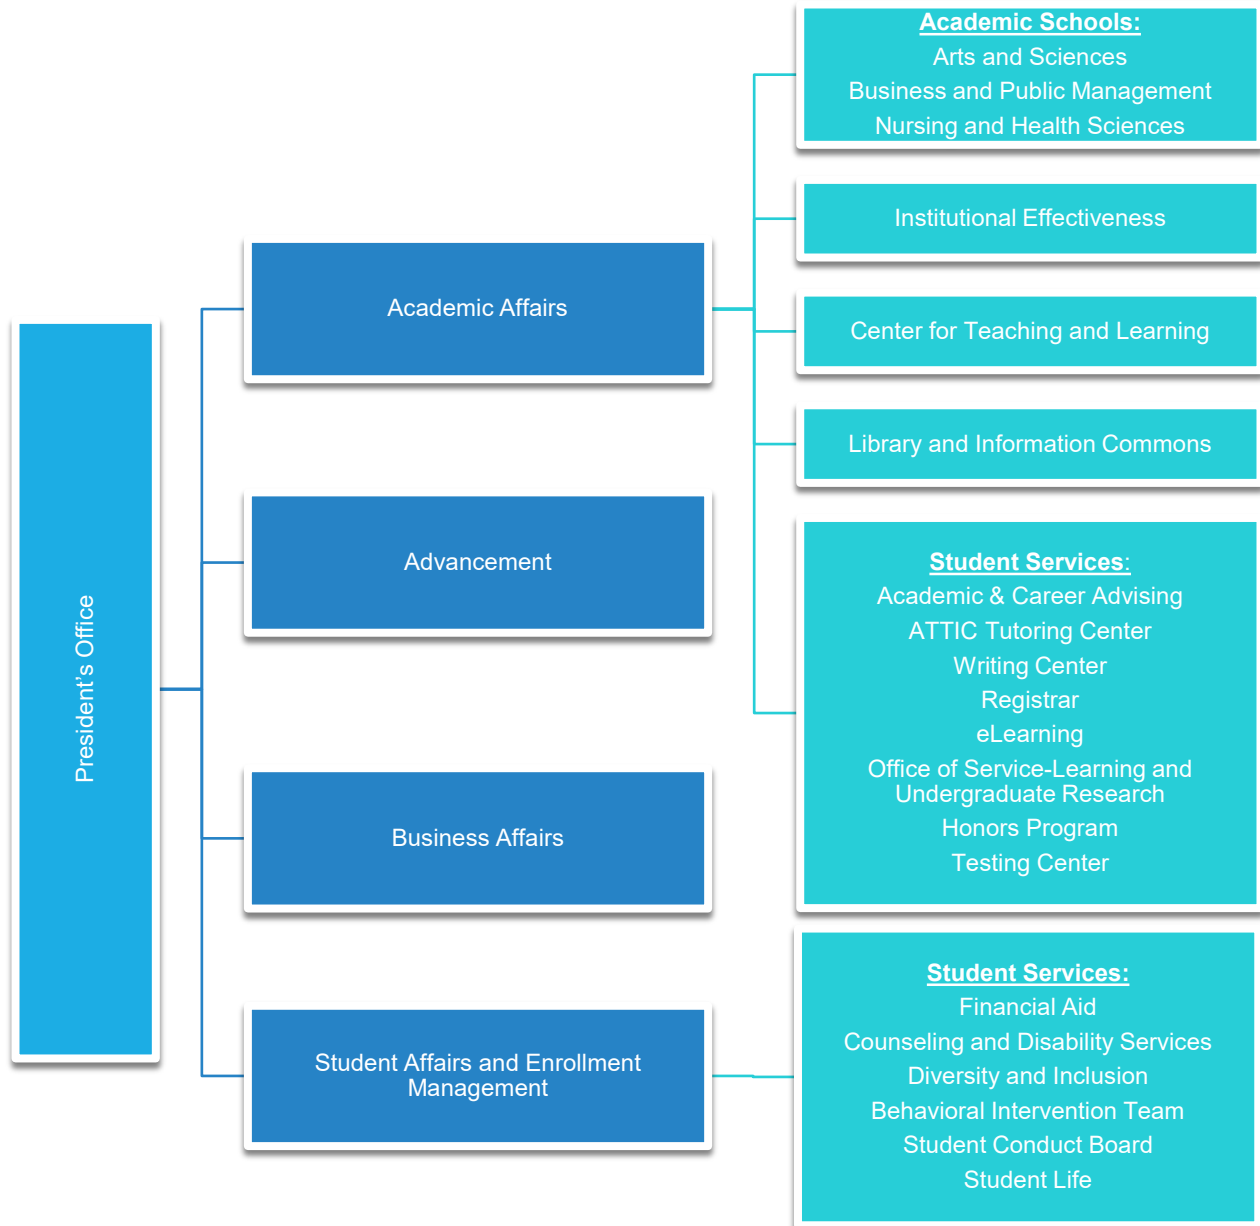 President’s Office
Academic Affairs
Advancement
Business Affairs
Student Affairs and Enrollment
Management
Academic Schools:
Arts and Sciences
Business and Public Management
Nursing and Health Sciences
Institutional Effectiveness
Center for Teaching and Learning
Library and Information Commons
Student Services:
Academic & Career Advising
ATTIC Tutoring Center
Writing Center
Registrar
eLearning
Office of Service-Learning and
Undergraduate Research
Honors Program
Testing Center
Student Services:
Financial Aid
Counseling and Disability Services
Diversity and Inclusion
Behavioral Intervention Team
Student Conduct Board
Student Life